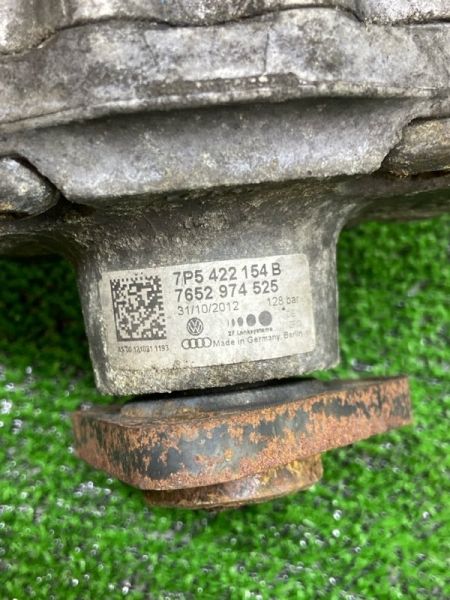 7P5 422 154 B
7652 974 525
31/10/2012 128 bar
ZF Lenksysteme
Made in Germany, Berlin